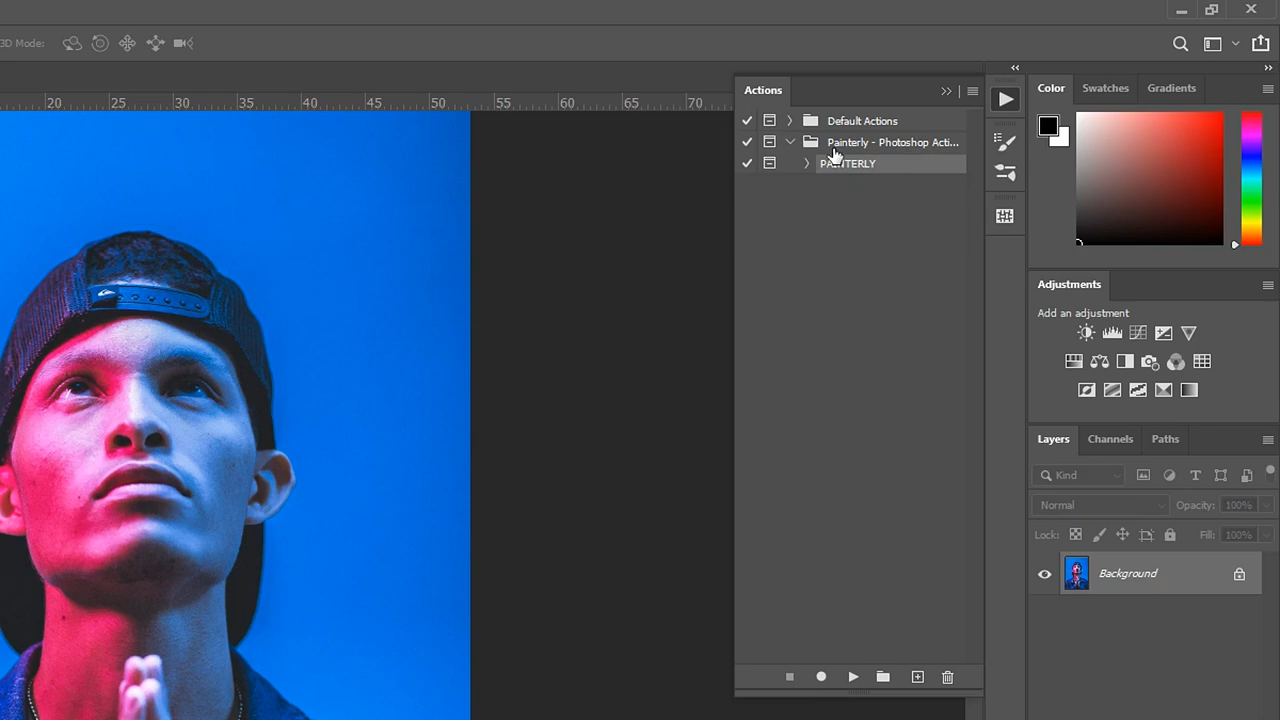 3D Mode:
20 25 30 35 40 45 50 55 60 65 70
Actions
Default Actions
Painterly - Photoshop Acti...
PAINTERLY
Color Swatches Gradients
Adjustments
Add an adjustment
Layers Channels Paths
Kind
Normal Opacity: 100%
Lock: Fill: 100%
Background